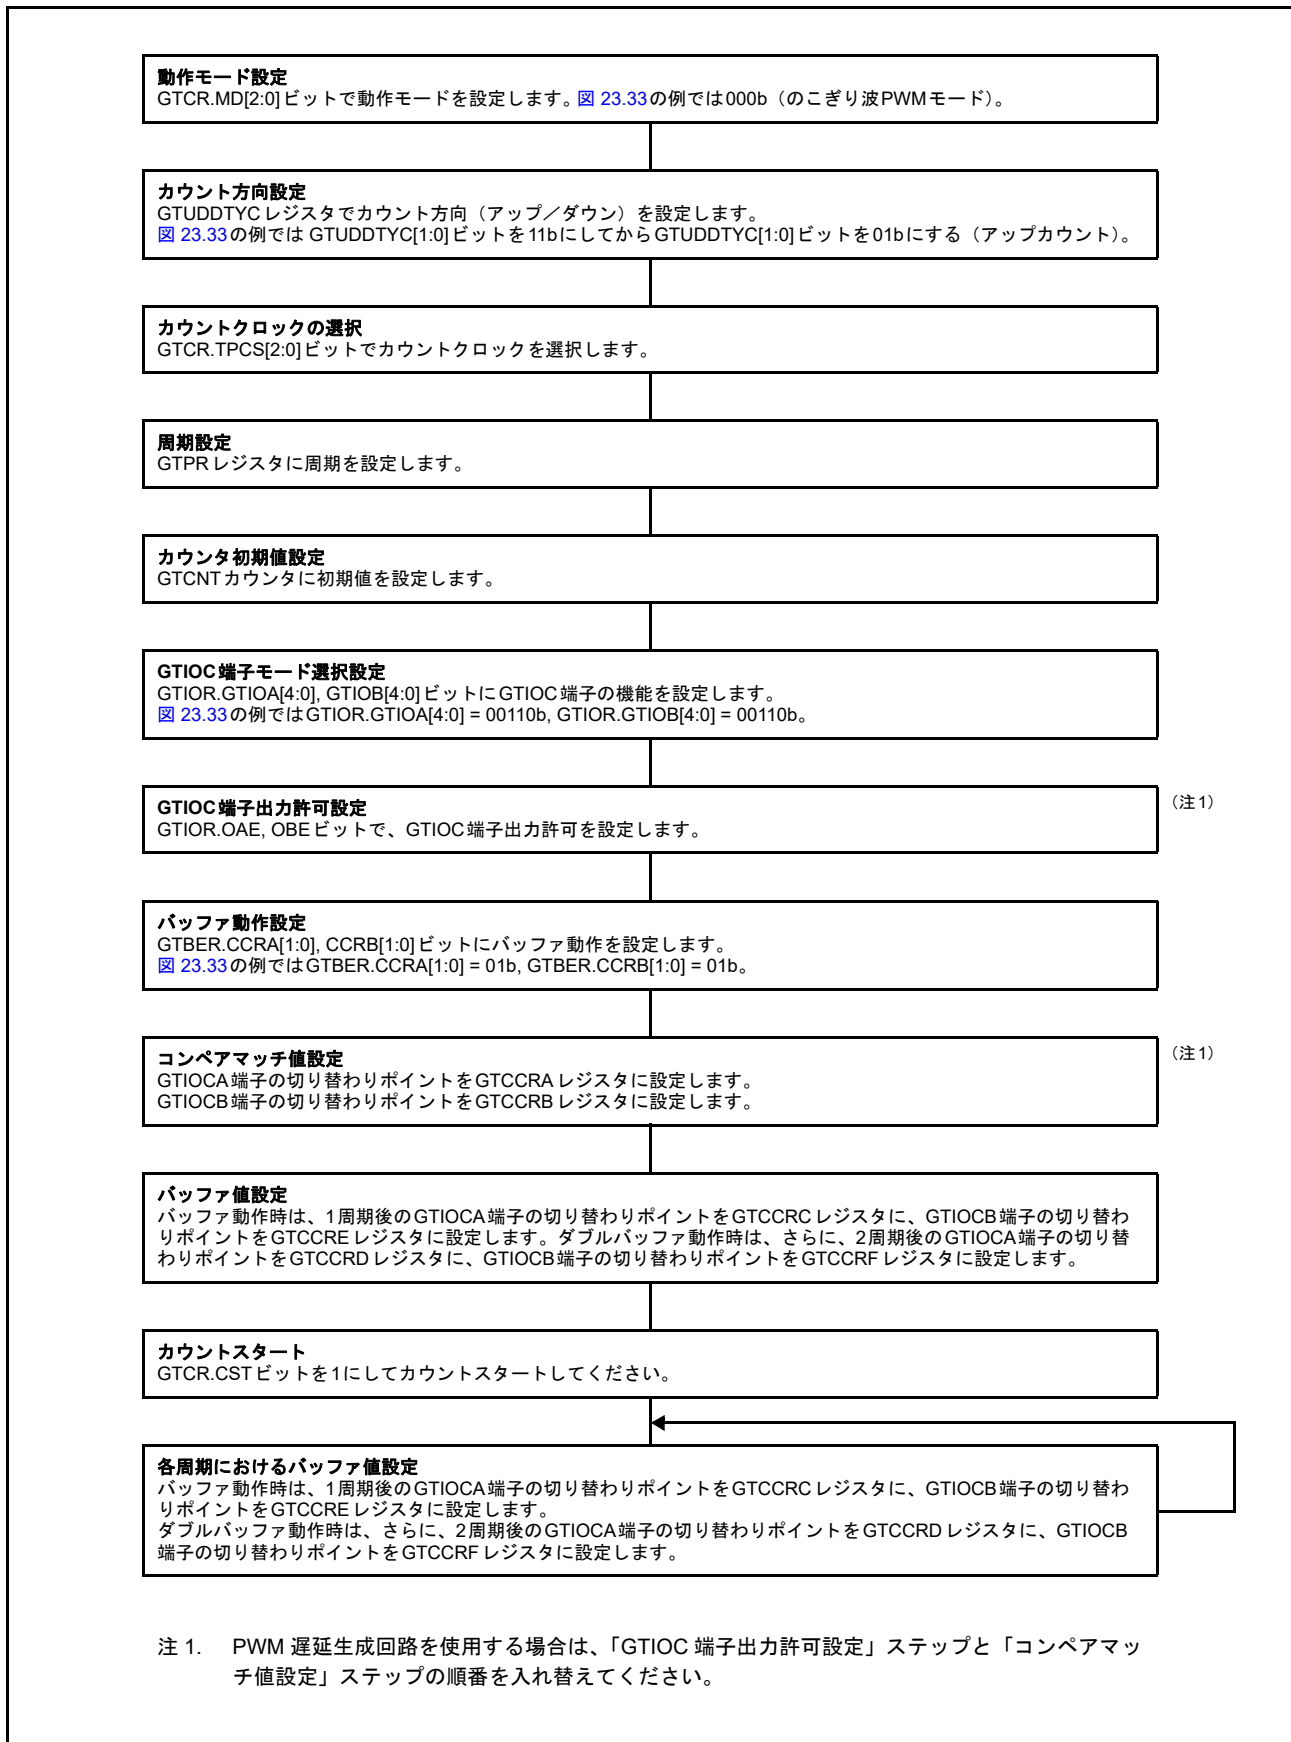 動作モード設定
GTCR.MD[2:0]ビットで動作モードを設定します。図 23.33の例では000b（のこぎり波PWMモード）。
カウント方向設定
GTUDDTYCレジスタでカウント方向（アップ／ダウン）を設定します。
図 23.33の例では GTUDDTYC[1:0]ビットを11bにしてからGTUDDTYC[1:0]ビットを01bにする（アップカウント）。
カウントクロックの選択
GTCR.TPCS[2:0]ビットでカウントクロックを選択します。
周期設定
GTPRレジスタに周期を設定します。
カウンタ初期値設定
GTCNTカウンタに初期値を設定します。
GTIOC端子モード選択設定
GTIOR.GTIOA[4:0], GTIOB[4:0]ビットにGTIOC端子の機能を設定します。
図 23.33の例ではGTIOR.GTIOA[4:0] = 00110b, GTIOR.GTIOB[4:0] = 00110b。
GTIOC端子出力許可設定 （注1）
GTIOR.OAE, OBEビットで、GTIOC端子出力許可を設定します。
バッファ動作設定
GTBER.CCRA[1:0], CCRB[1:0]ビットにバッファ動作を設定します。
図 23.33の例ではGTBER.CCRA[1:0] = 01b, GTBER.CCRB[1:0] = 01b。
コンペアマッチ値設定 （注1）
GTIOCA端子の切り替わりポイントをGTCCRAレジスタに設定します。
GTIOCB端子の切り替わりポイントをGTCCRBレジスタに設定します。
バッファ値設定
バッファ動作時は、1周期後のGTIOCA端子の切り替わりポイントをGTCCRCレジスタに、GTIOCB端子の切り替わ
りポイントをGTCCREレジスタに設定します。ダブルバッファ動作時は、さらに、2周期後のGTIOCA端子の切り替
わりポイントをGTCCRDレジスタに、GTIOCB端子の切り替わりポイントをGTCCRFレジスタに設定します。
カウントスタート
GTCR.CSTビットを1にしてカウントスタートしてください。
各周期におけるバッファ値設定
バッファ動作時は、1周期後のGTIOCA端子の切り替わりポイントをGTCCRCレジスタに、GTIOCB端子の切り替わ
りポイントをGTCCREレジスタに設定します。
ダブルバッファ動作時は、さらに、2周期後のGTIOCA端子の切り替わりポイントをGTCCRDレジスタに、GTIOCB
端子の切り替わりポイントをGTCCRFレジスタに設定します。
注 1. PWM 遅延生成回路を使用する場合は、「GTIOC 端子出力許可設定」ステップと「コンペアマッ
チ値設定」ステップの順番を入れ替えてください。